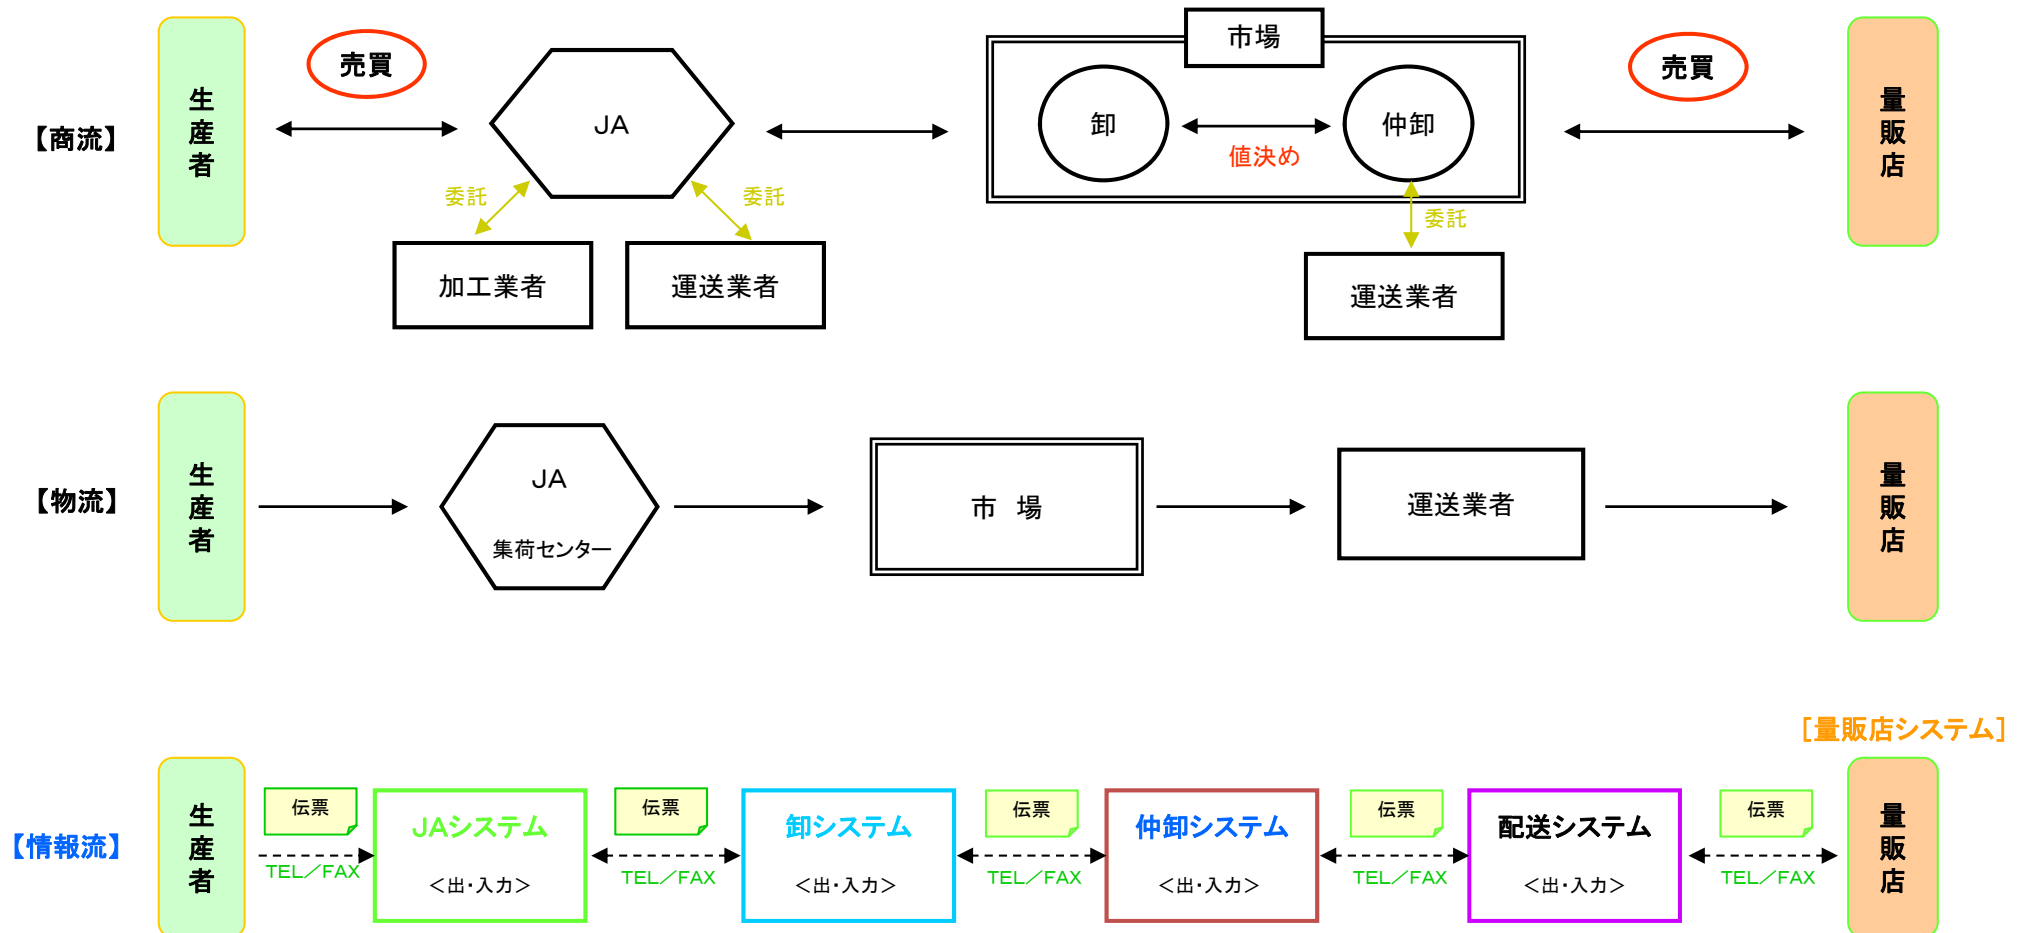 【商流】
生産者
売買
JA
委託
委託
加工業者
運送業者
市場
卸
値決め
仲卸
委託
運送業者
売買
量販店
【物流】
生産者
JA
集荷センター
市 場
運送業者
量販店
[量販店システム]
【情報流】
生産者
伝票
TEL／FAX
JAシステム
＜出・入力＞
伝票
TEL／FAX
卸システム
＜出・入力＞
伝票
TEL／FAX
仲卸システム
＜出・入力＞
伝票
TEL／FAX
配送システム
＜出・入力＞
伝票
TEL／FAX
量販店